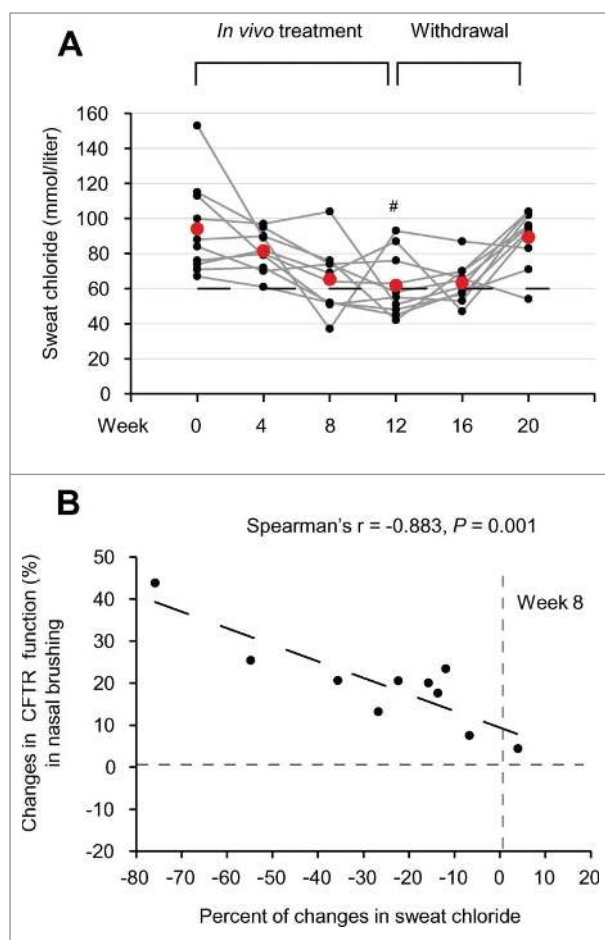 A
In vivo treatment
Withdrawal
Sweat chloride (mmol/liter)
160
140
120
100
80
60
40
20
0
#
Week 0 4 8 12 16 20
B
Spearman's r = -0.883, P = 0.001
Changes in CFTR function (%)
in nasal brushing
50
40
30
20
10
0
-10
-20
Week 8
-80 -70 -60 -50 -40 -30 -20 -10 0 10 20
Percent of changes in sweat chloride